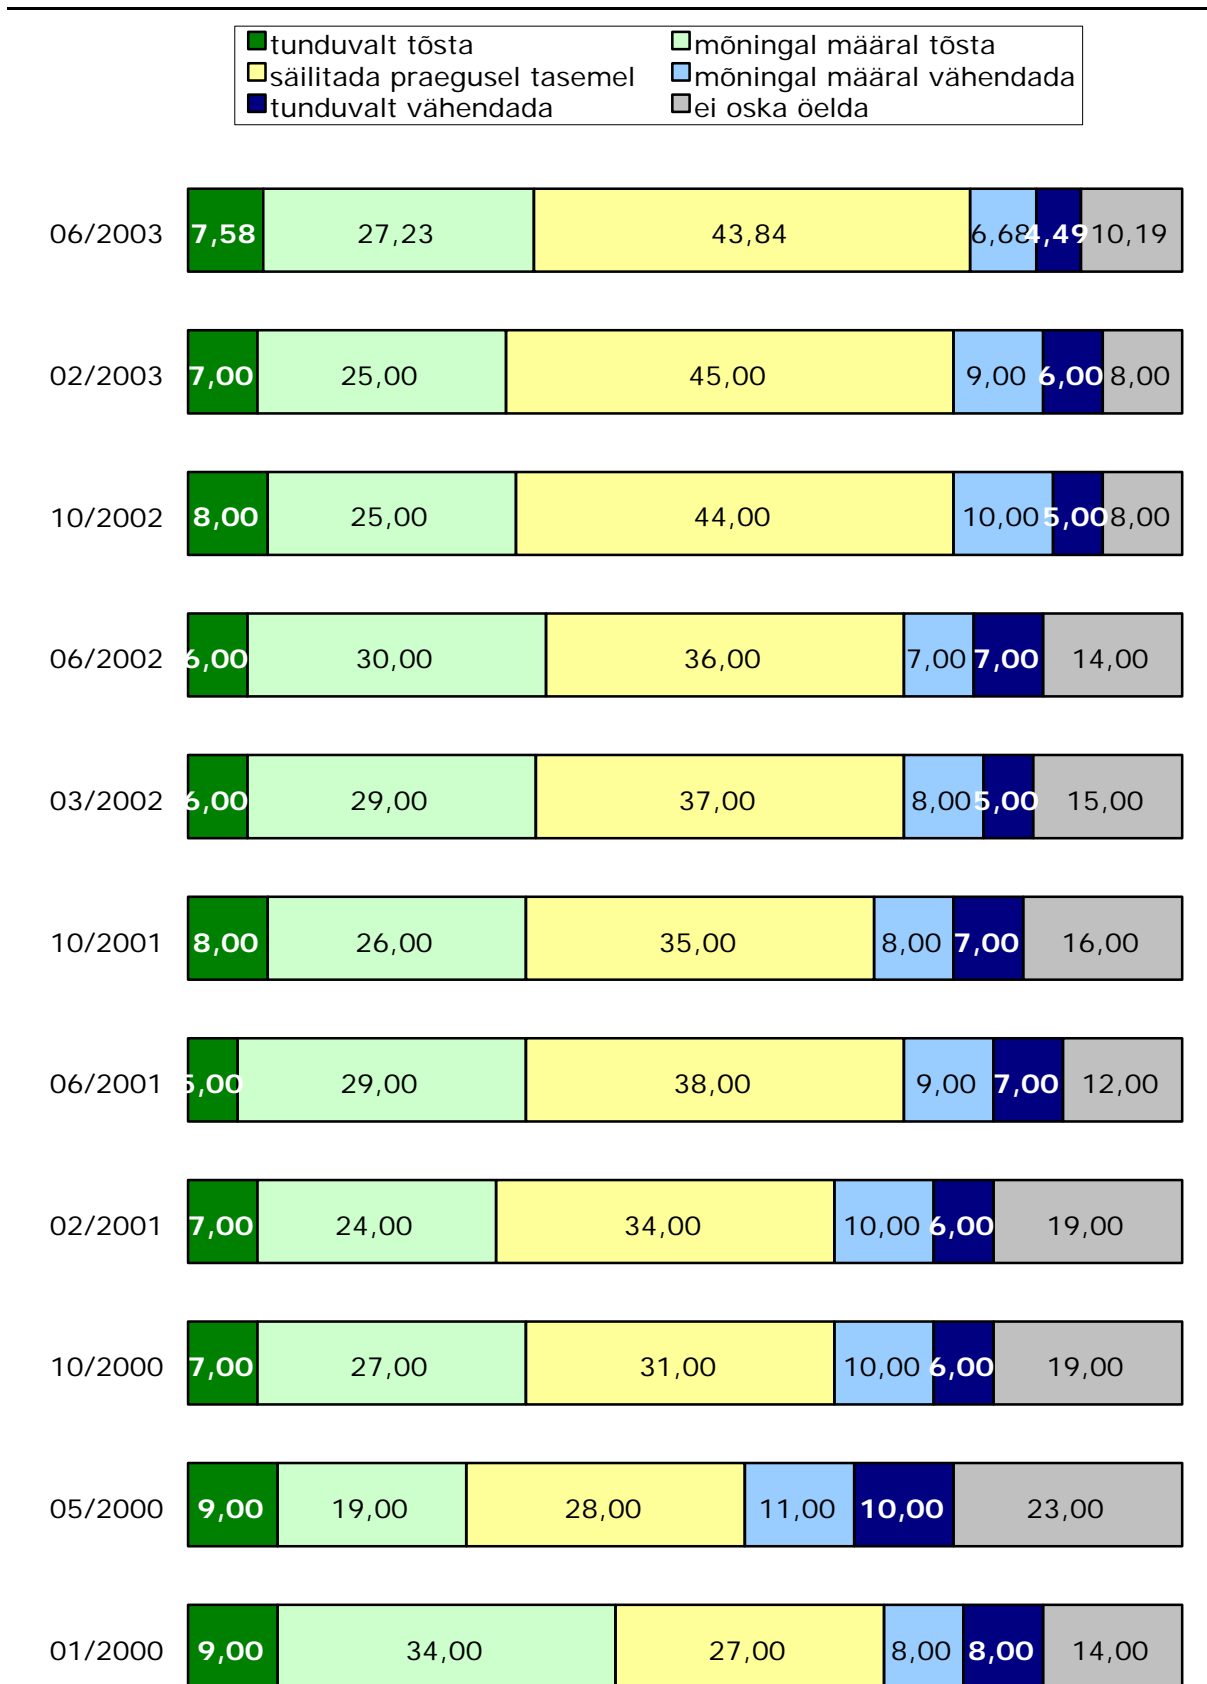 tunduvalt tõsta mõningal määral tõsta
säilitada praegusel tasemel mõningal määral vähendada
tunduvalt vähendada ei oska öelda
06/2003 7,58 27,23 43,84 6,68 4,49 10,19
02/2003 7,00 25,00 45,00 9,00 6,00 8,00
10/2002 8,00 25,00 44,00 10,00 5,00 8,00
06/2002 6,00 30,00 36,00 7,00 7,00 14,00
03/2002 6,00 29,00 37,00 8,00 5,00 15,00
10/2001 8,00 26,00 35,00 8,00 7,00 16,00
06/2001 5,00 29,00 38,00 9,00 7,00 12,00
02/2001 7,00 24,00 34,00 10,00 6,00 19,00
10/2000 7,00 27,00 31,00 10,00 6,00 19,00
05/2000 9,00 19,00 28,00 11,00 10,00 23,00
01/2000 9,00 34,00 27,00 8,00 8,00 14,00